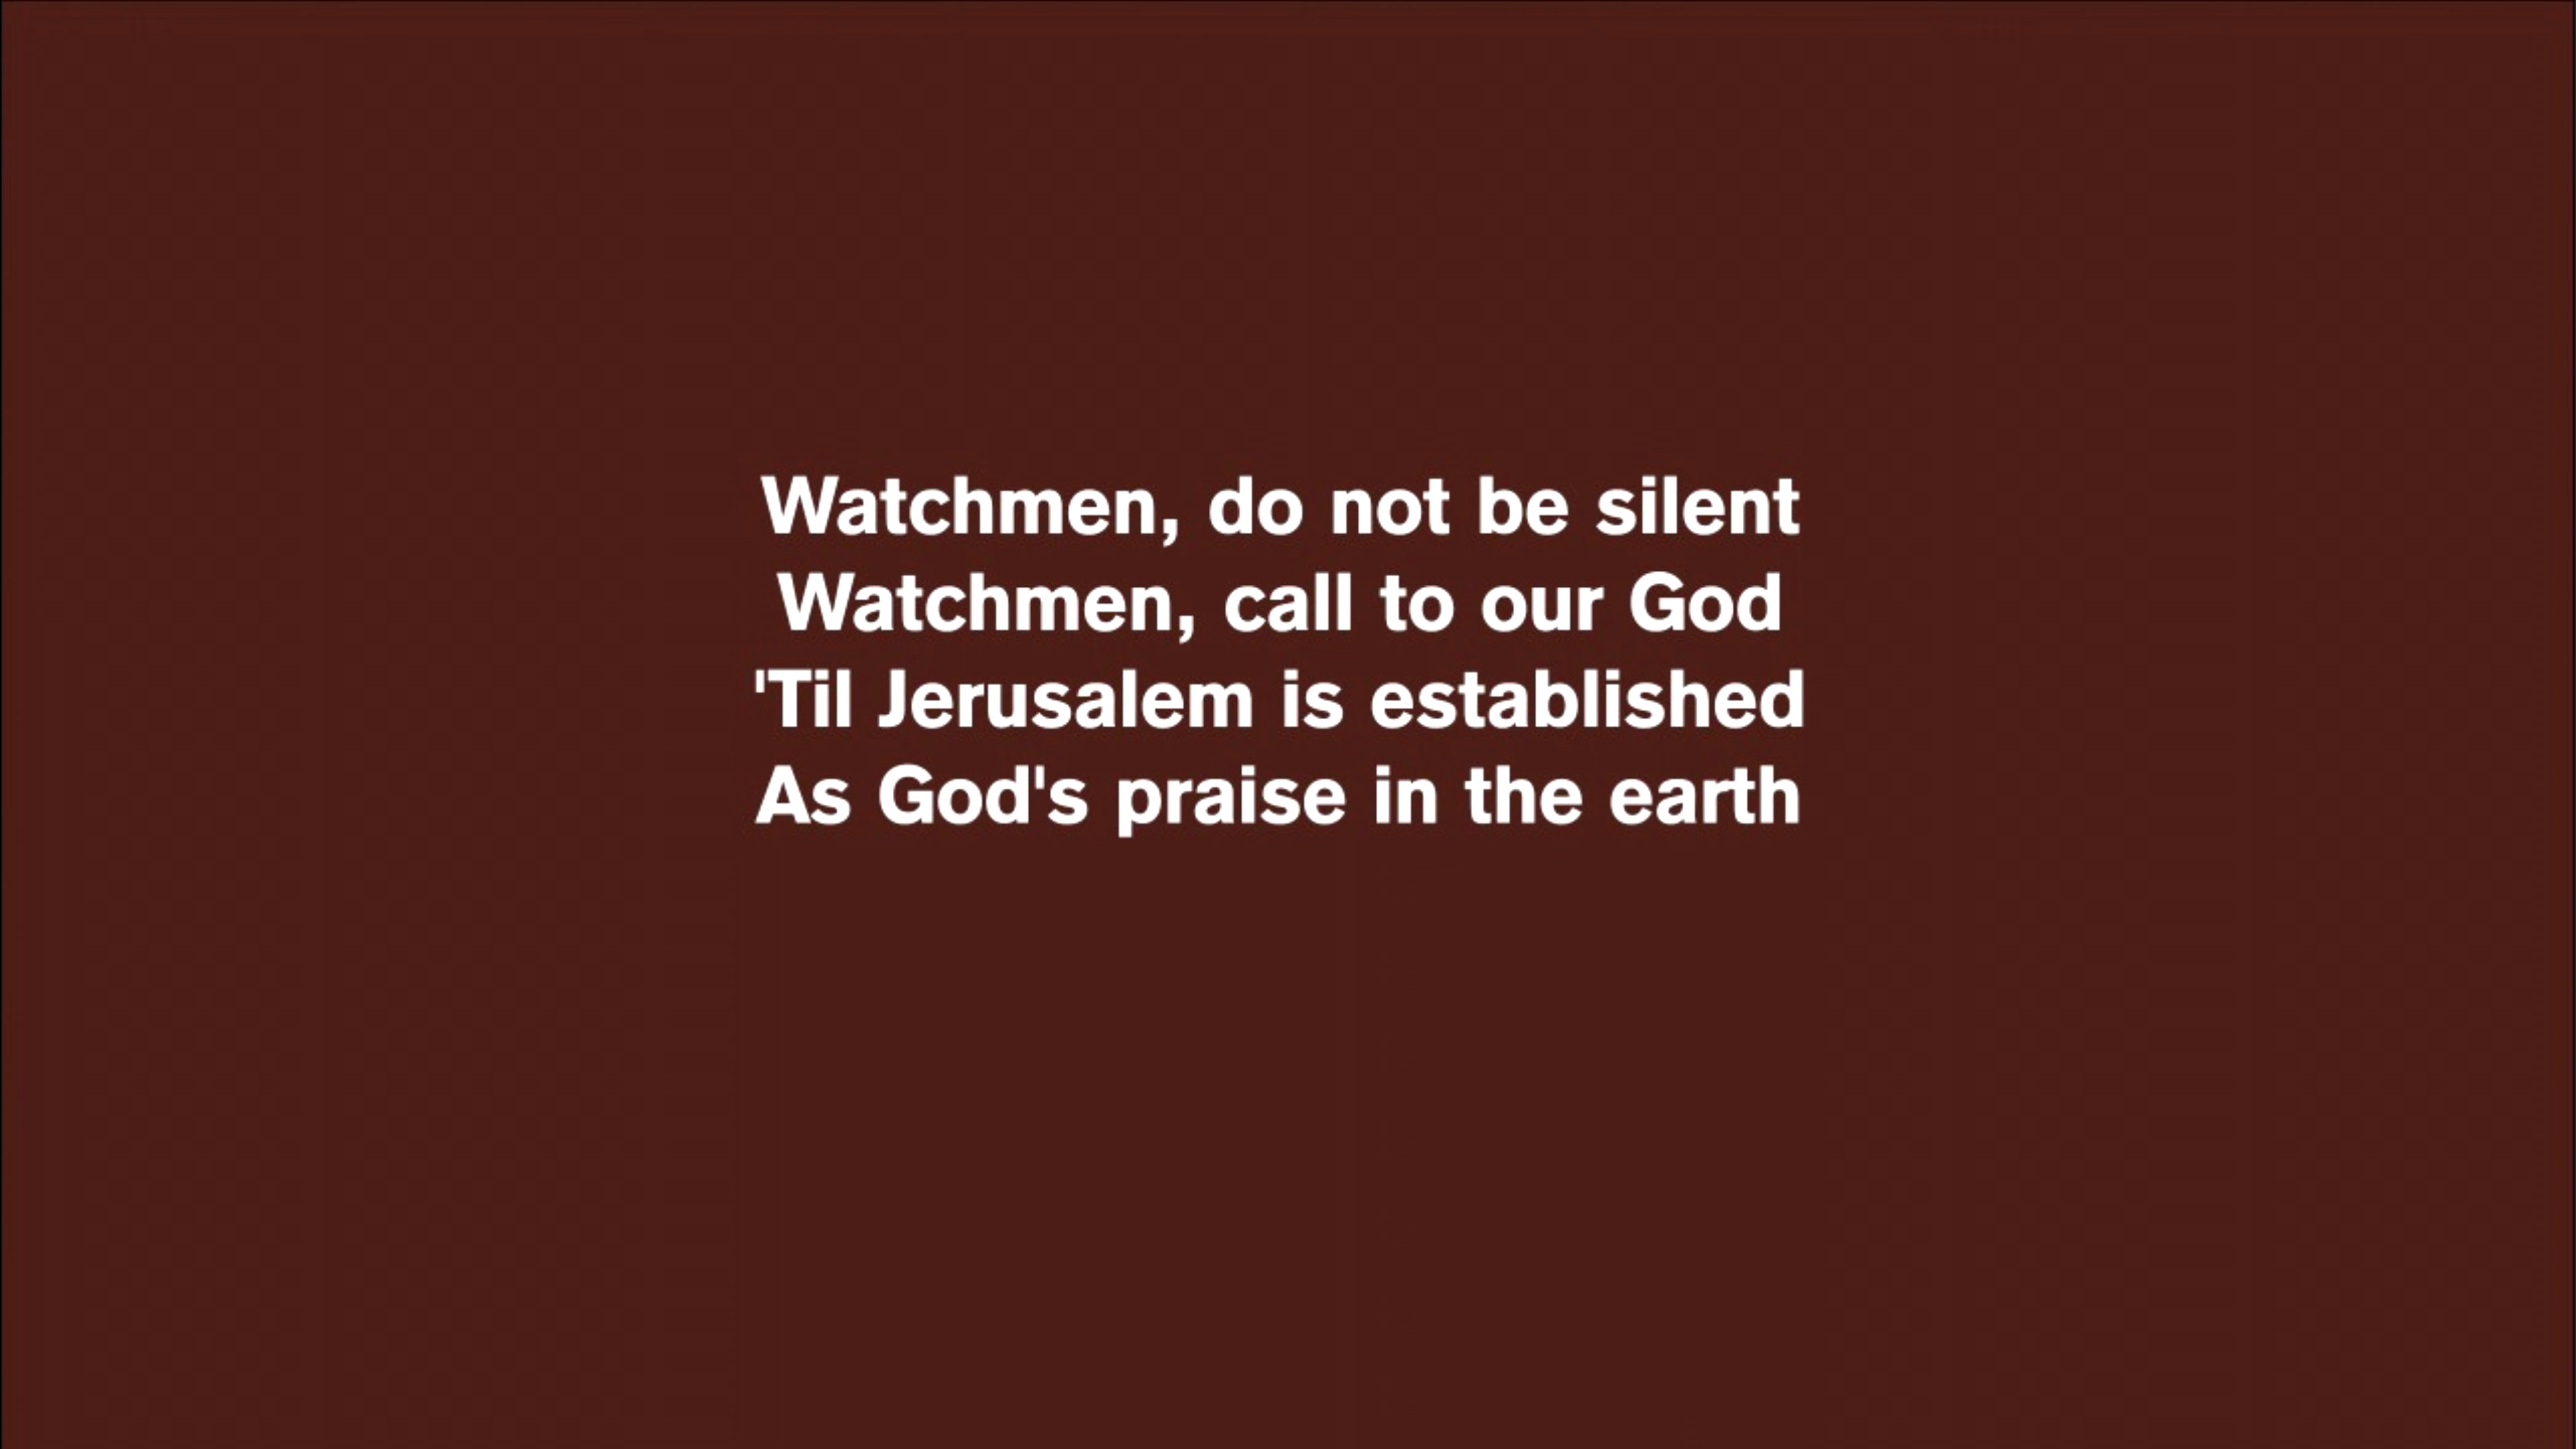 Watchmen, do not be silent
Watchmen, call to our God
'Til Jerusalem is established
As God's praise in the earth